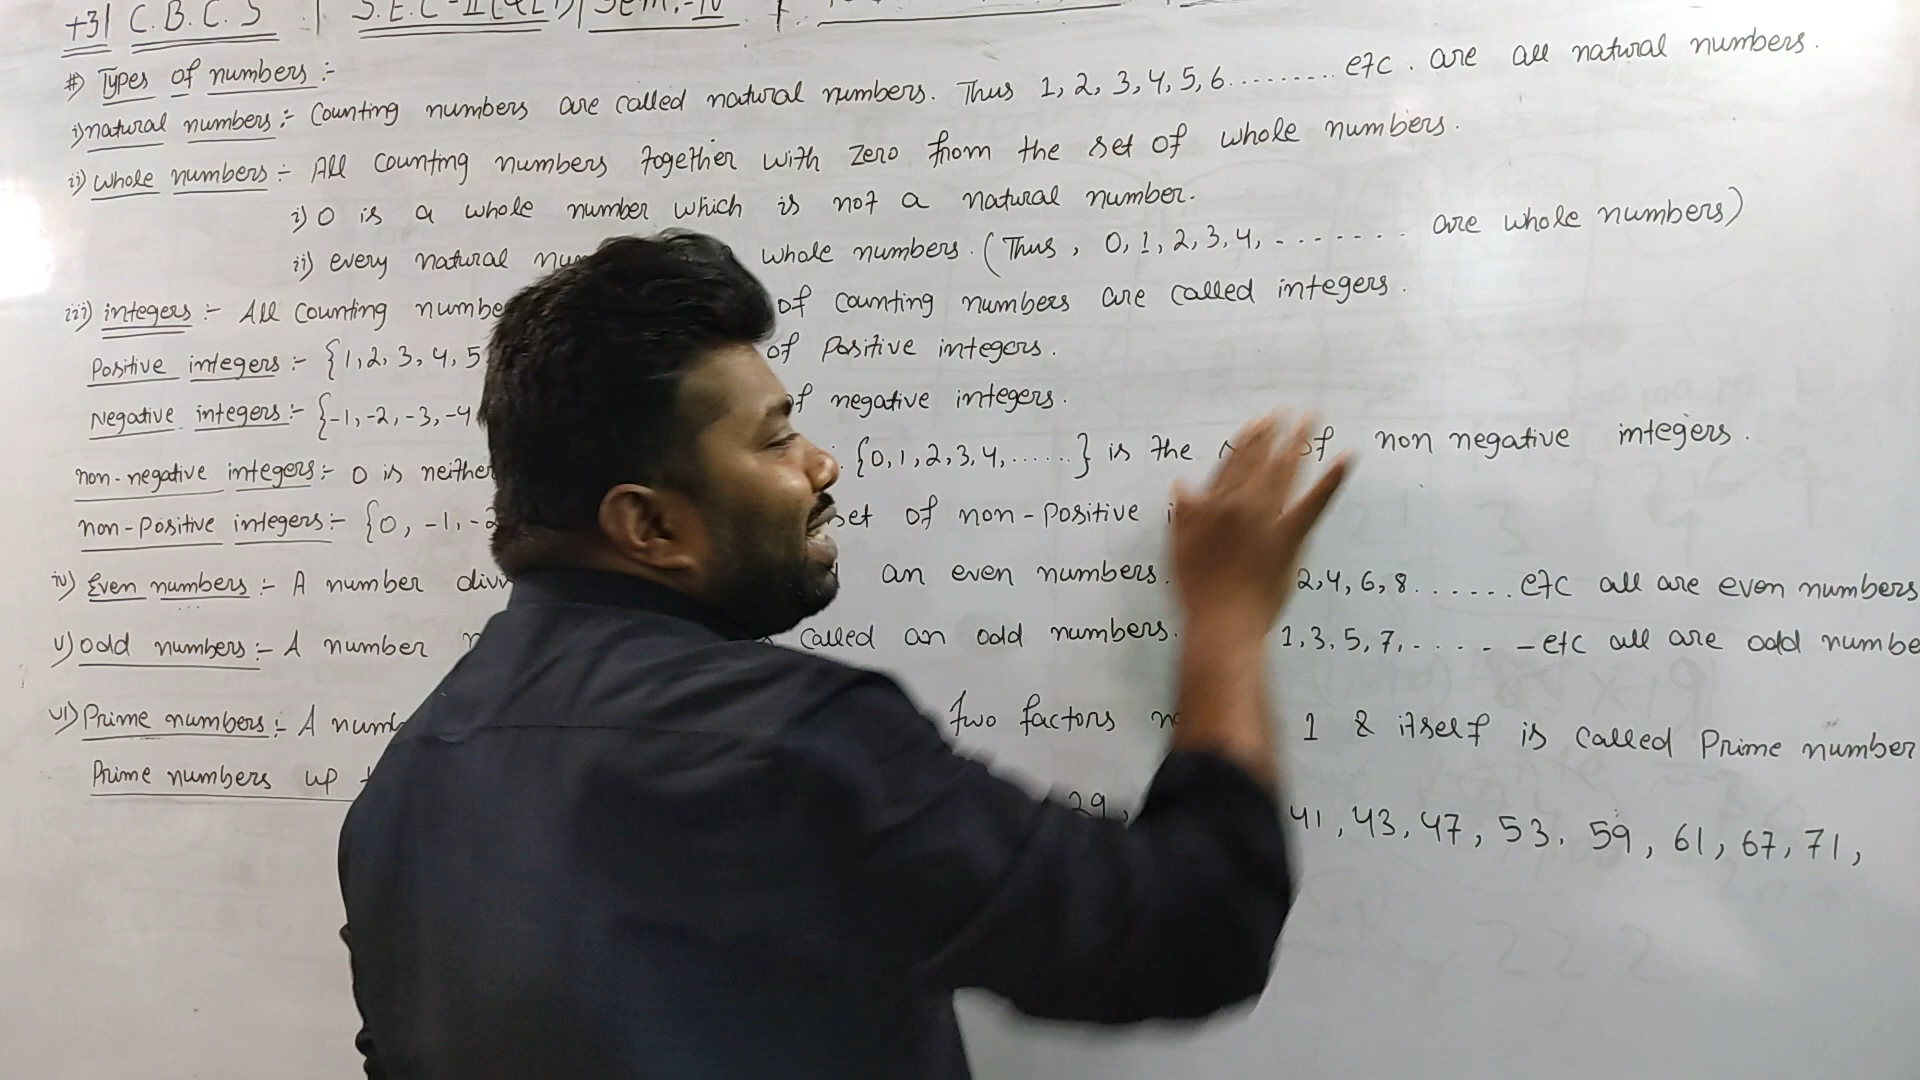 +3| C.B.C.S | S.E.C-II | Sem.-IV
#) Types of numbers :-
i) natural numbers :- Counting numbers are called natural numbers. Thus 1, 2, 3, 4, 5, 6......... etc. are all natural numbers.
ii) whole numbers :- All counting numbers together with zero from the set of whole numbers.
i) 0 is a whole number which is not a natural number.
ii) every natural whole numbers. (Thus, 0, 1, 2, 3, 4, ....... are whole numbers)
iii) integers :- All counting of counting numbers are called integers.
Positive integers :- {1, 2, 3, 4, 5 of Positive integers.
Negative integers :- {-1, -2, -3, -4 of negative integers.
non-negative integers :- 0 is neither {0, 1, 2, 3, 4, ......} is the of non negative integers.
non-Positive integers :- {0, -1, -2 set of non-Positive
iv) Even numbers :- A number an even numbers. 2, 4, 6, 8......etc all are even numbers
v) odd numbers :- A number called an odd numbers. 1, 3, 5, 7, ..... etc all are odd numbe
vi) Prime numbers :- A two factors 1 & itself is called Prime number
Prime numbers up 29, 41, 43, 47, 53. 59, 61, 67, 71,